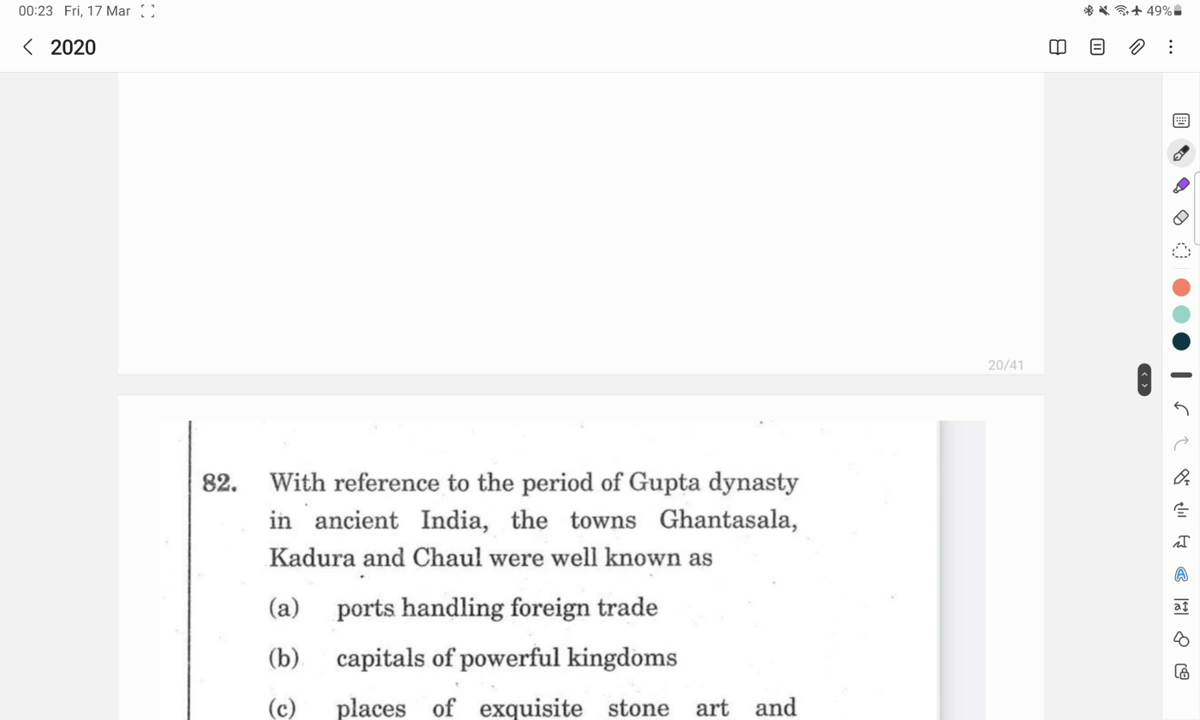 00:23 Fri, 17 Mar
49%
2020
20/41
82. With reference to the period of Gupta dynasty
in ancient India, the towns Ghantasala,
Kadura and Chaul were well known as
(a) ports handling foreign trade
(b) capitals of powerful kingdoms
(c) places of exquisite stone art and